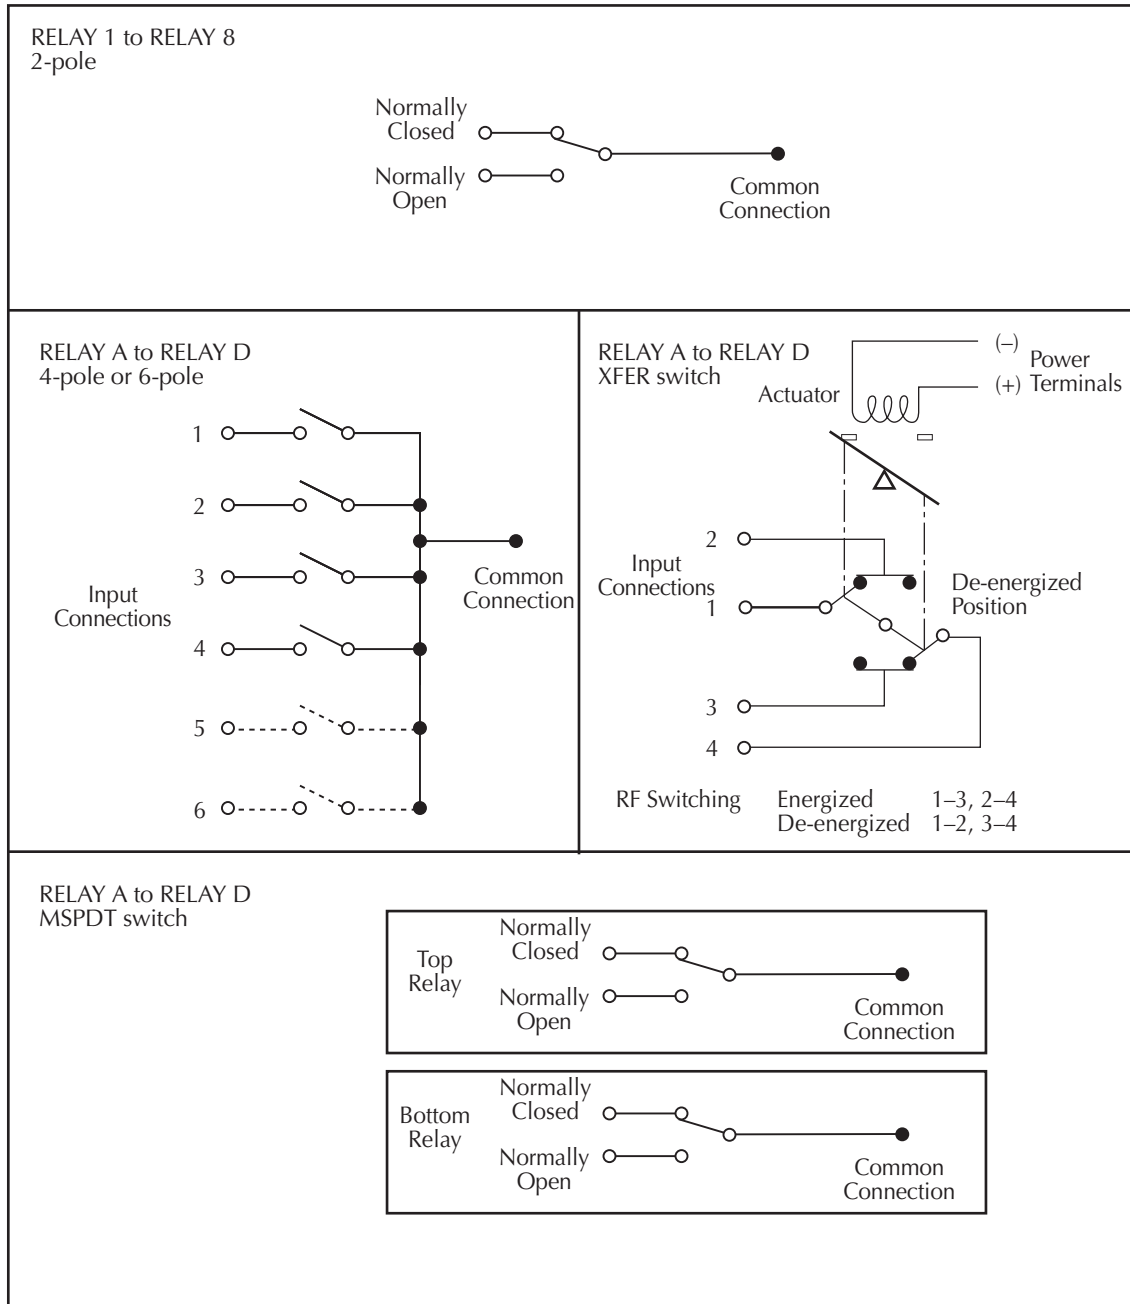 RELAY 1 to RELAY 8
2-pole
Normally
Closed
Normally
Open
Common
Connection
RELAY A to RELAY D
4-pole or 6-pole
1
2
3
4
5
6
Input
Connections
Common
Connection
RELAY A to RELAY D
XFER switch
Actuator
(–)
(+)
Power
Terminals
2
1
3
4
Input
Connections
De-energized
Position
RF Switching Energized 1–3, 2–4
De-energized 1–2, 3–4
RELAY A to RELAY D
MSPDT switch
Top
Relay
Normally
Closed
Normally
Open
Common
Connection
Bottom
Relay
Normally
Closed
Normally
Open
Common
Connection